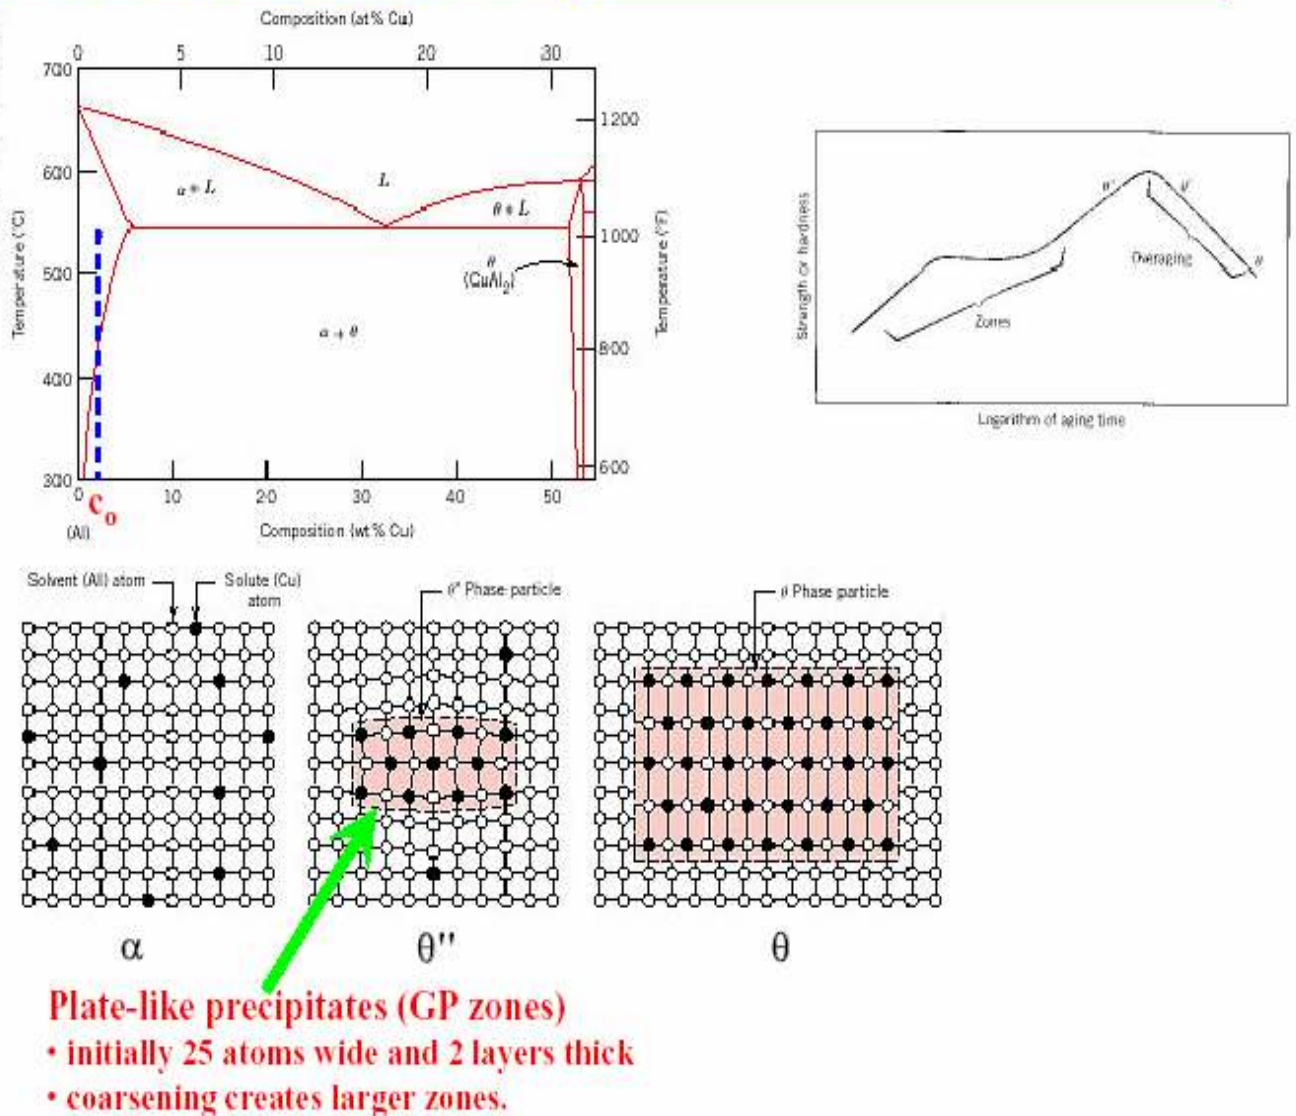 Composition (at% Cu)
0 5 10 20 30
700
600
500
400
300
Temperature (°C)
1200
1000
800
600
Temperature (°F)
α + L
L
θ + L
θ
(CuAl2)
α + θ
0 10 20 30 40 50
co
(Al)
Composition (wt% Cu)
Strength or hardness
θ"
θ'
θ
Overaging
Zones
Logarithm of aging time
Solvent (Al) atom
Solute (Cu)
atom
θ" Phase particle
θ Phase particle
α
θ"
θ
Plate-like precipitates (GP zones)
• initially 25 atoms wide and 2 layers thick
• coarsening creates larger zones.